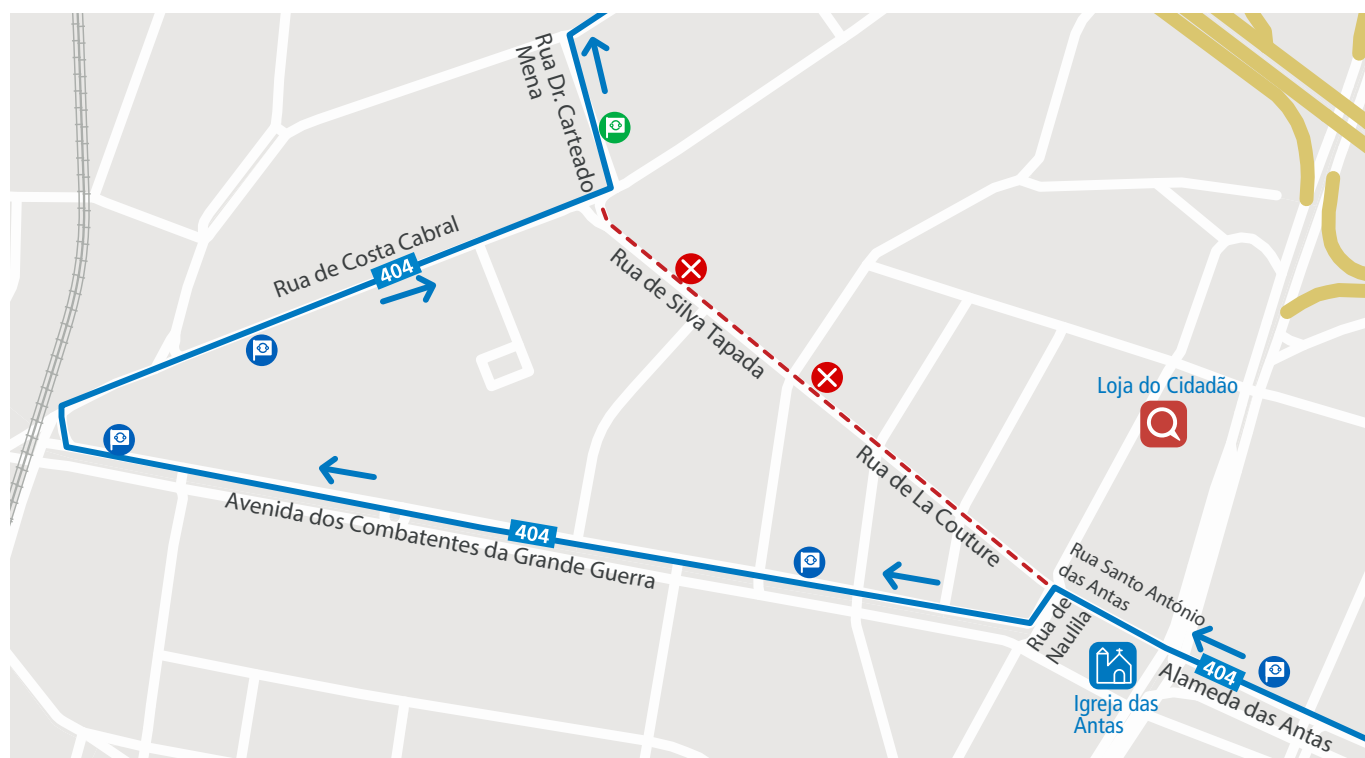 Rua Dr. Carteado
Mena
Rua de Costa Cabral
404
Rua de Silva Tapada
Loja do Cidadão
Rua de La Couture
Avenida dos Combatentes da Grande Guerra
404
Rua Santo António
das Antas
Rua de
Naulila
404
Alameda das Antas
Igreja das
Antas